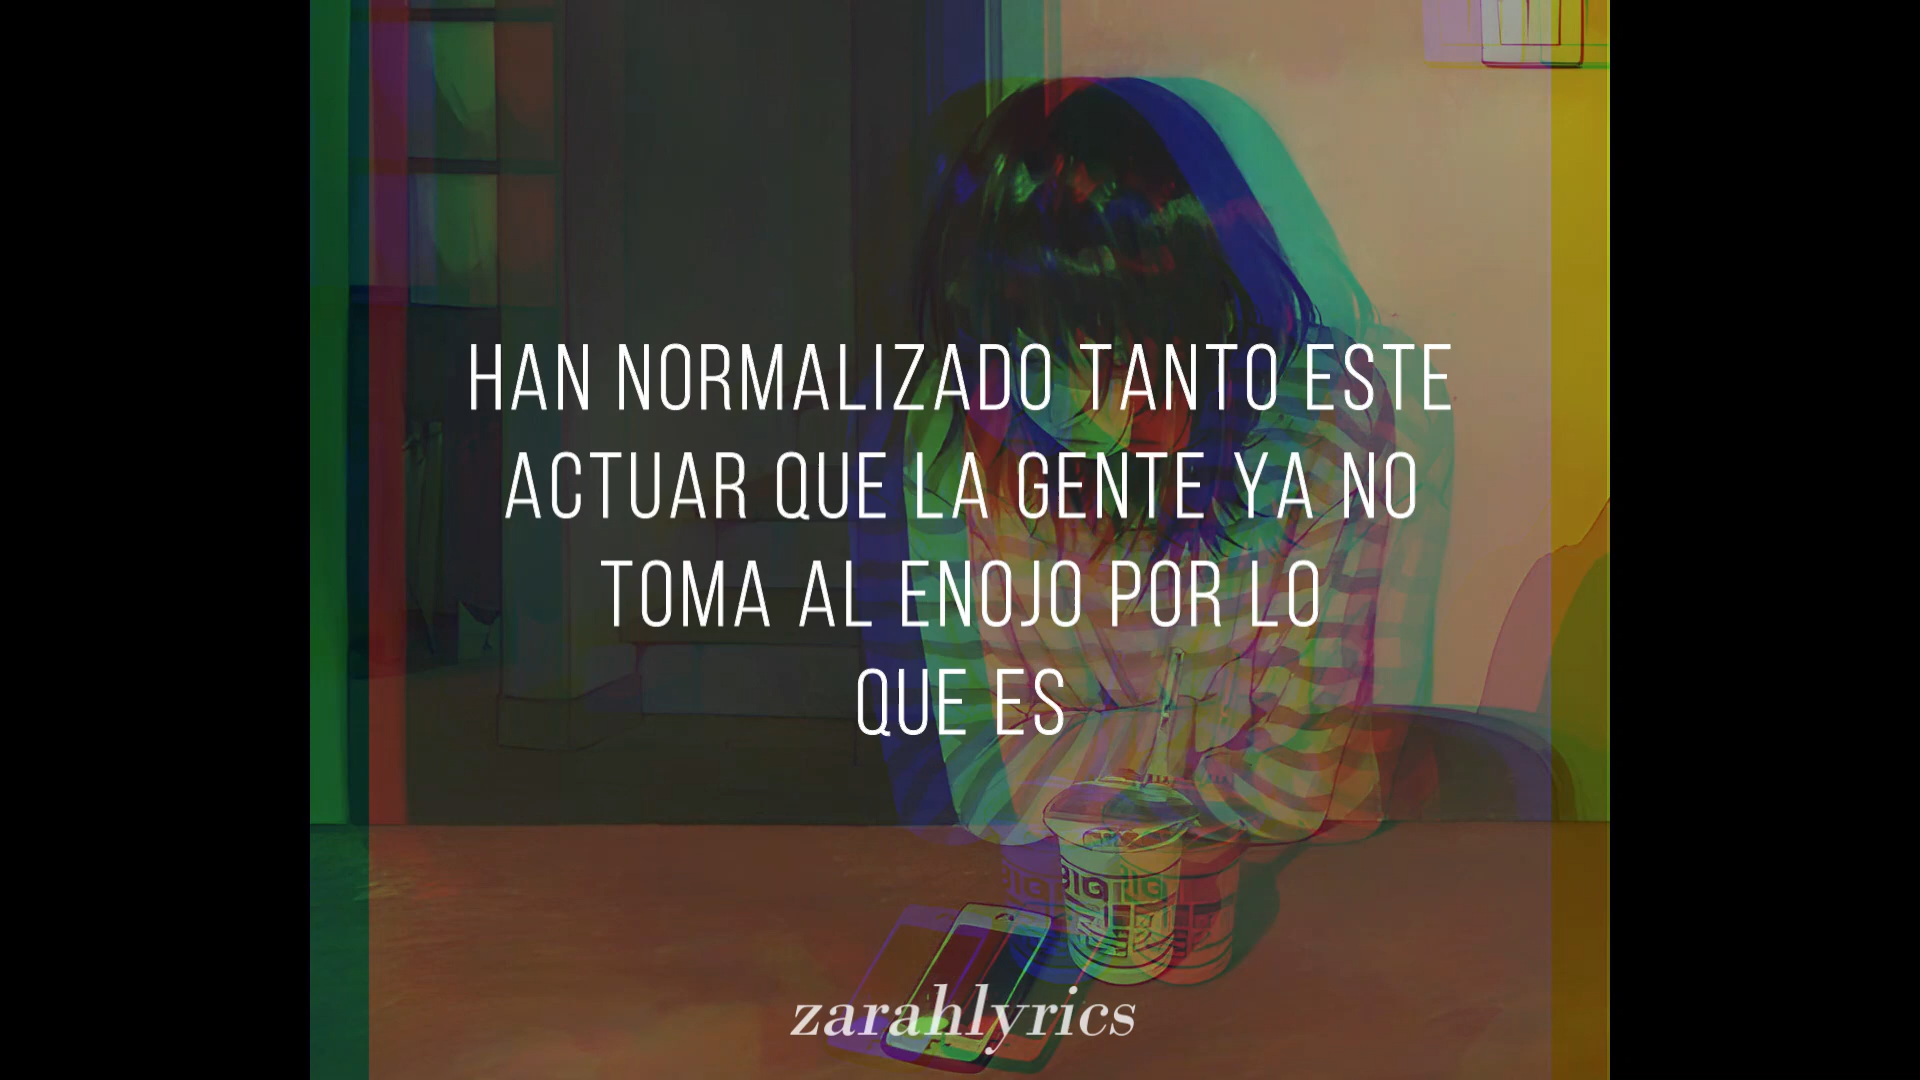 HAN NORMALIZADO TANTO ESTE
ACTUAR QUE LA GENTE YA NO
TOMA AL ENOJO POR LO
QUE ES
zarahlyrics